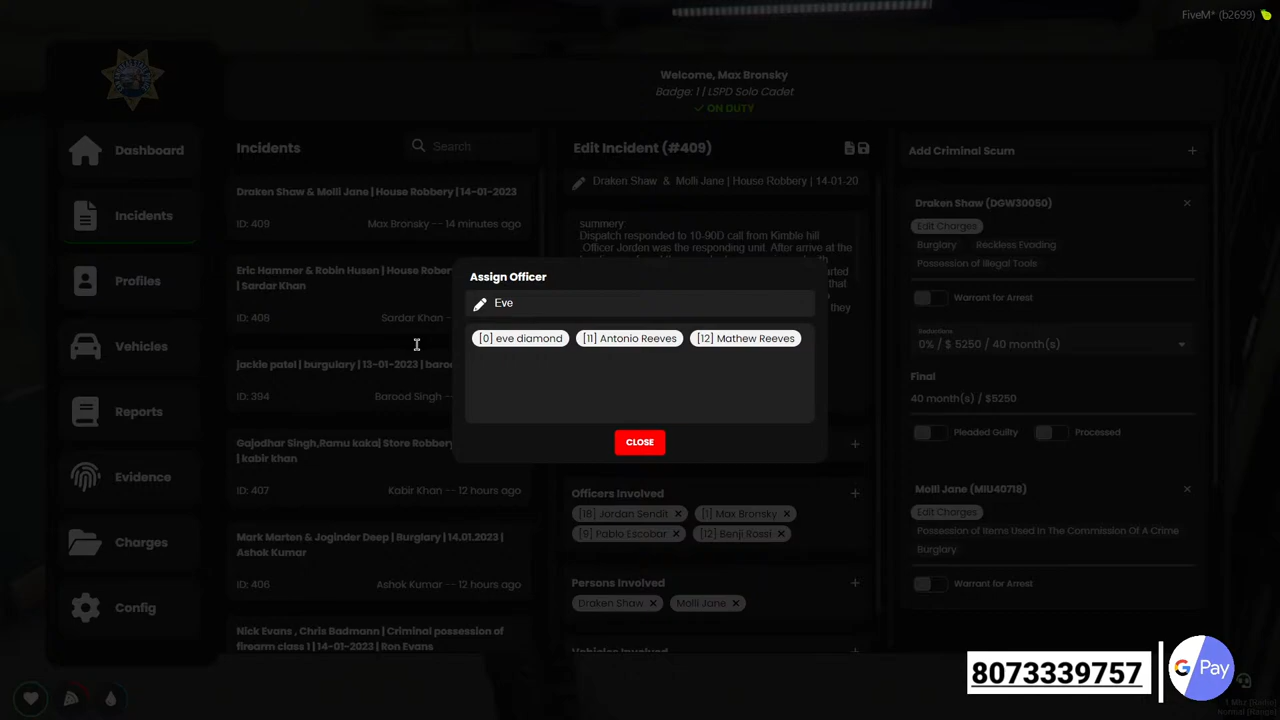 FiveM* (b2699)
Welcome, Max Bronsky
Badge: 1 | LSPD Solo Cadet
ON DUTY
Dashboard
Incidents
Profiles
Vehicles
Reports
Evidence
Charges
Config
Incidents
Search
Draken Shaw & Molli Jane | House Robbery | 14-01-2023
ID: 409
Max Bronsky -- 14 minutes ago
Eric Hammer & Robin Husen | House Rober
| Sardar Khan
ID: 408
Sardar Khan -
jackie patel | burgulary | 13-01-2023 | baroo
ID: 394
Barood Singh -
Gajodhar Singh,Ramu kaka| Store Robbery
| kabir khan
ID: 407
Kabir Khan -- 12 hours ago
Mark Marten & Joginder Deep | Burglary | 14.01.2023 |
Ashok Kumar
ID: 406
Ashok Kumar -- 12 hours ago
Nick Evans , Chris Badmann | Criminal possession of
firearm class 1 | 14-01-2023 | Ron Evans
Edit Incident (#409)
Draken Shaw & Molli Jane | House Robbery | 14-01-20
summery:
Dispatch responded to 10-90D call from Kimble hill
Officer Jorden was the responding unit. After arrive at the
arted
that
they
Assign Officer
Eve
[0] eve diamond
[11] Antonio Reeves
[12] Mathew Reeves
CLOSE
Officers Involved
[18] Jordan Sendit
[1] Max Bronsky
[9] Pablo Escobar
[12] Benji Rossi
Persons Involved
Draken Shaw
Molli Jane
Vehicles Involved
Add Criminal Scum
Draken Shaw (DGW30050)
Edit Charges
Burglary
Reckless Evading
Possession of Illegal Tools
Warrant for Arrest
0% / $ 5250 / 40 month(s)
Final
40 month(s) / $5250
Pleaded Guilty
Processed
Molli Jane (MIU40718)
Edit Charges
Possession of Items Used In The Commission Of A Crime
Burglary
Warrant for Arrest
8073339757
G Pay